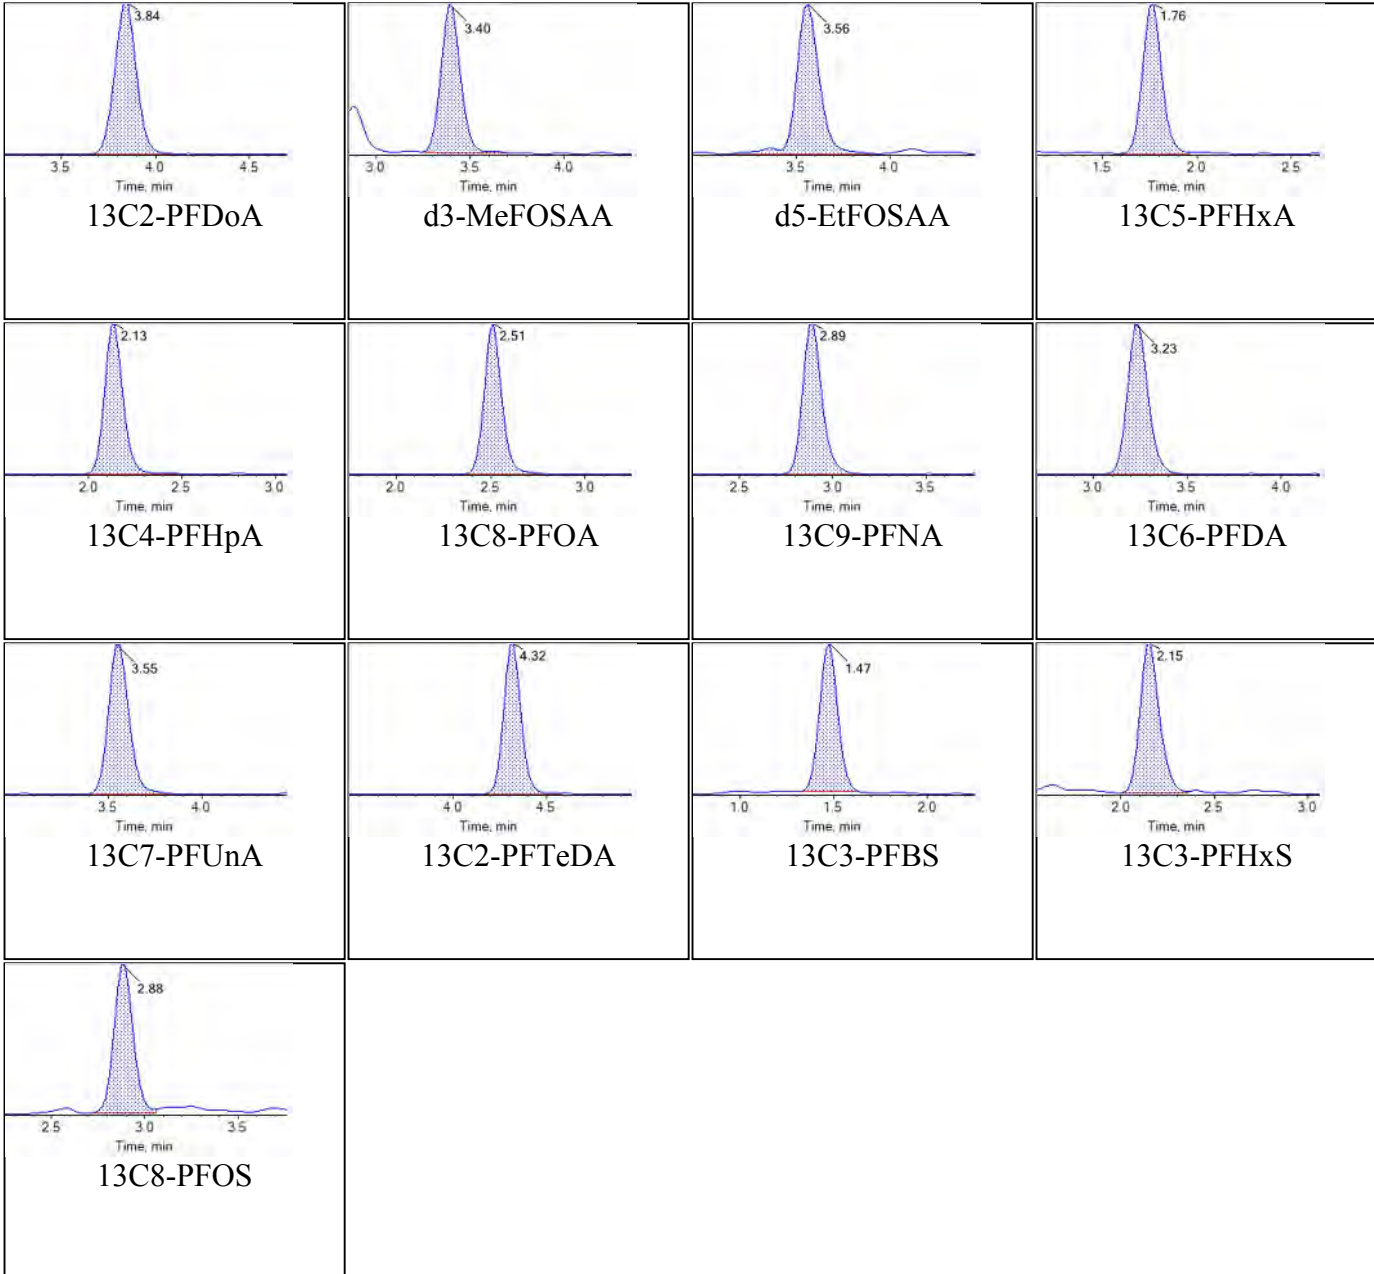 3.84
3.5 4.0 4.5
Time, min
13C2-PFDoA
3.40
3.0 3.5 4.0
Time, min
d3-MeFOSAA
3.56
3.5 4.0
Time, min
d5-EtFOSAA
1.76
1.5 2.0 2.5
Time, min
13C5-PFHxA
2.13
2.0 2.5 3.0
Time, min
13C4-PFHpA
2.51
2.0 2.5 3.0
Time, min
13C8-PFOA
2.89
2.5 3.0 3.5
Time, min
13C9-PFNA
3.23
3.0 3.5 4.0
Time, min
13C6-PFDA
3.55
3.5 4.0
Time, min
13C7-PFUnA
4.32
4.0 4.5
Time, min
13C2-PFTeDA
1.47
1.0 1.5 2.0
Time, min
13C3-PFBS
2.15
2.0 2.5 3.0
Time, min
13C3-PFHxS
2.88
2.5 3.0 3.5
Time, min
13C8-PFOS